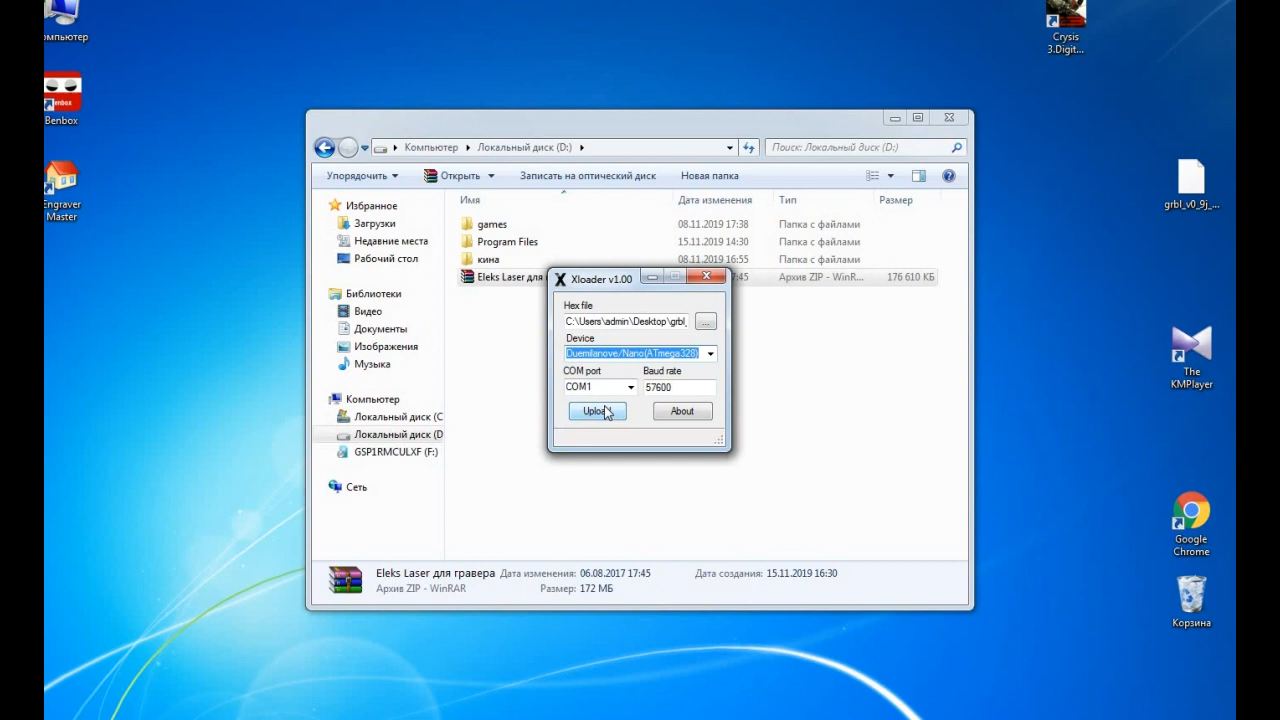 омпьютер
Benbox
Engraver
Master
Crysis
3.Digit...
grbl_v0_9j_...
The
KMPlayer
Google
Chrome
Корзина
Компьютер
Локальный диск (D:)
Поиск: Локальный диск (D:)
Упорядочить
Открыть
Записать на оптический диск
Новая папка
Имя
Дата изменения
Тип
Размер
Избранное
Загрузки
Недавние места
Рабочий стол
Библиотеки
Видео
Документы
Изображения
Музыка
Компьютер
Локальный диск (C
Локальный диск (D
GSP1RMCULXF (F:)
Сеть
games 08.11.2019 17:38 Папка с файлами
Program Files 15.11.2019 14:30 Папка с файлами
кина 08.11.2019 16:55 Папка с файлами
Eleks Laser для Архив ZIP - WinR... 176 610 КБ
Xloader v1.00
Hex file
C:\Users\admin\Desktop\grbl_
...
Device
Duemilanove/Nano(ATmega328)
COM port Baud rate
COM1 57600
Upload About
Eleks Laser для гравера Дата изменения: 06.08.2017 17:45 Дата создания: 15.11.2019 16:30
Архив ZIP - WinRAR Размер: 172 МБ